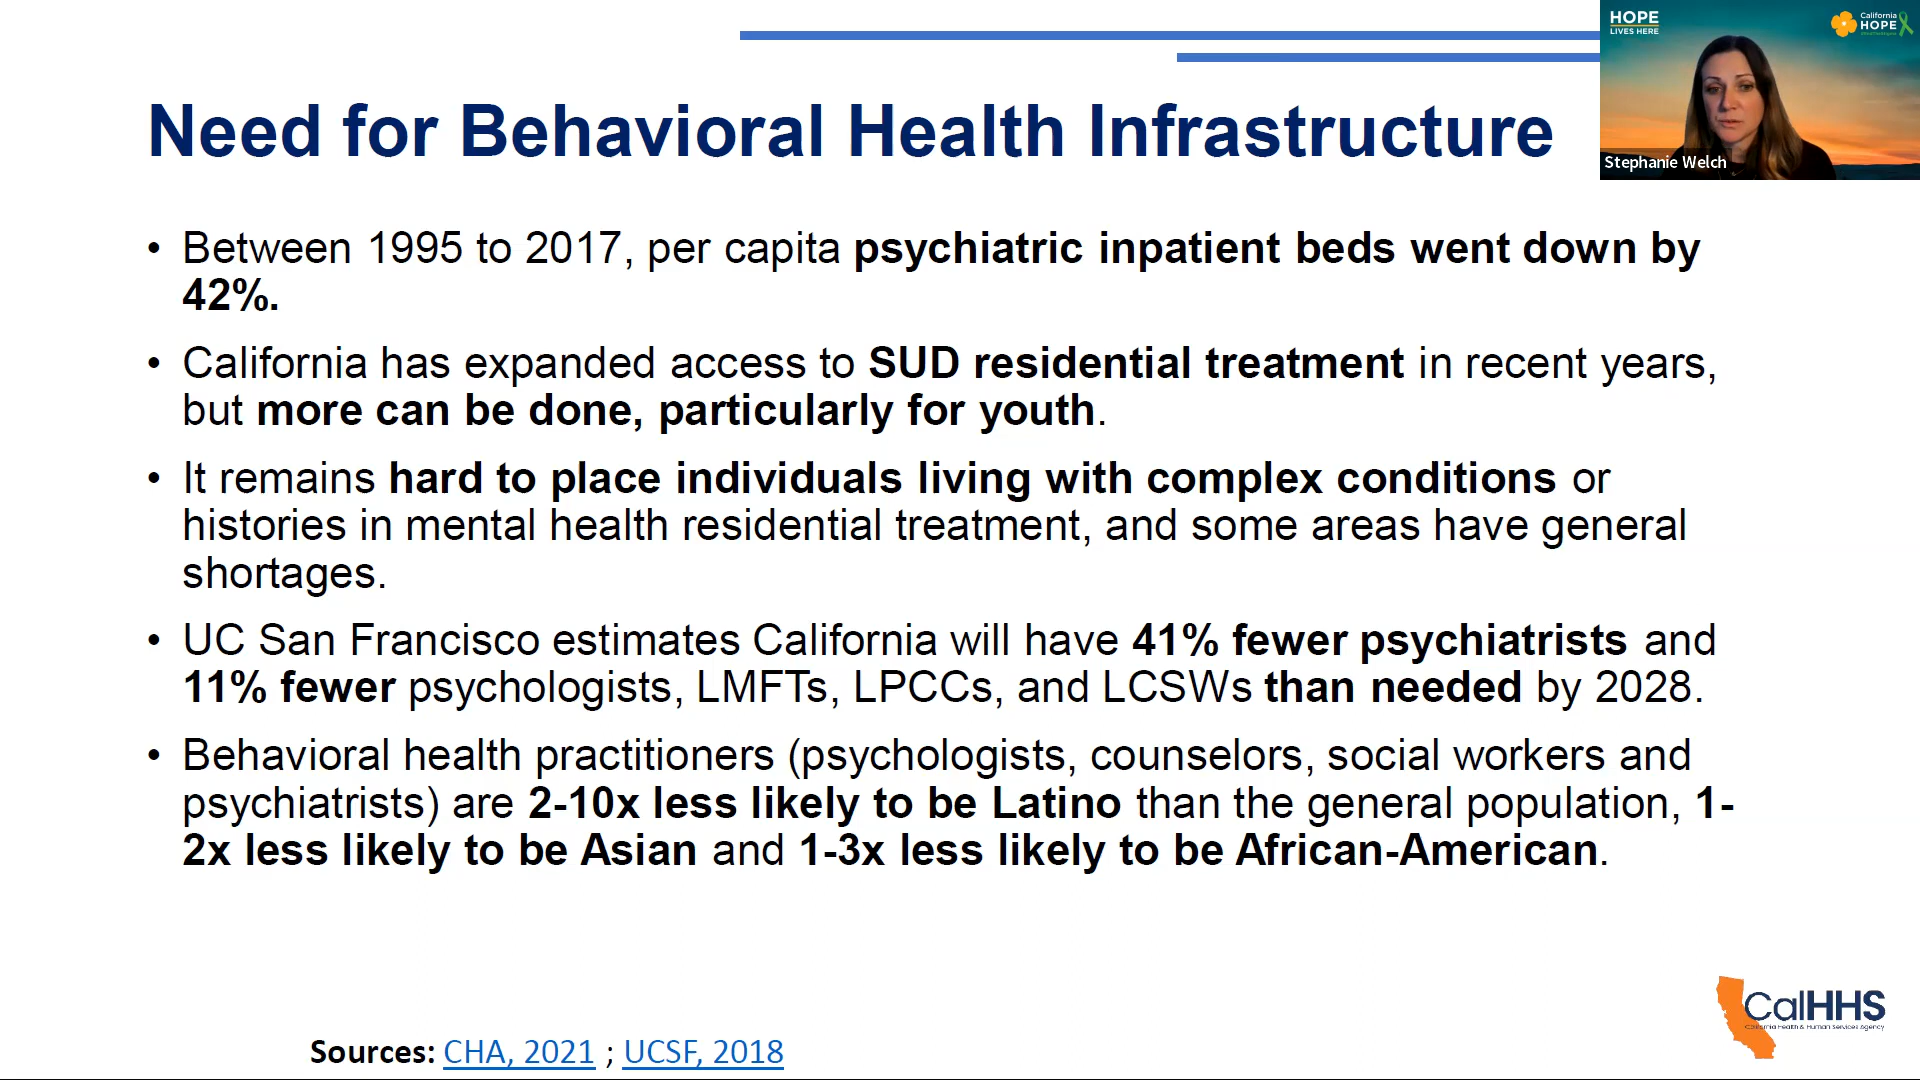 HOPE
LIVES HERE
California
HOPE
Stephanie Welch
Need for Behavioral Health Infrastructure
• Between 1995 to 2017, per capita psychiatric inpatient beds went down by
42%.
• California has expanded access to SUD residential treatment in recent years,
but more can be done, particularly for youth.
• It remains hard to place individuals living with complex conditions or
histories in mental health residential treatment, and some areas have general
shortages.
• UC San Francisco estimates California will have 41% fewer psychiatrists and
11% fewer psychologists, LMFTs, LPCCs, and LCSWs than needed by 2028.
• Behavioral health practitioners (psychologists, counselors, social workers and
psychiatrists) are 2-10x less likely to be Latino than the general population, 1-
2x less likely to be Asian and 1-3x less likely to be African-American.
CalHHS
California Health & Human Services Agency
Sources: CHA, 2021 ; UCSF, 2018